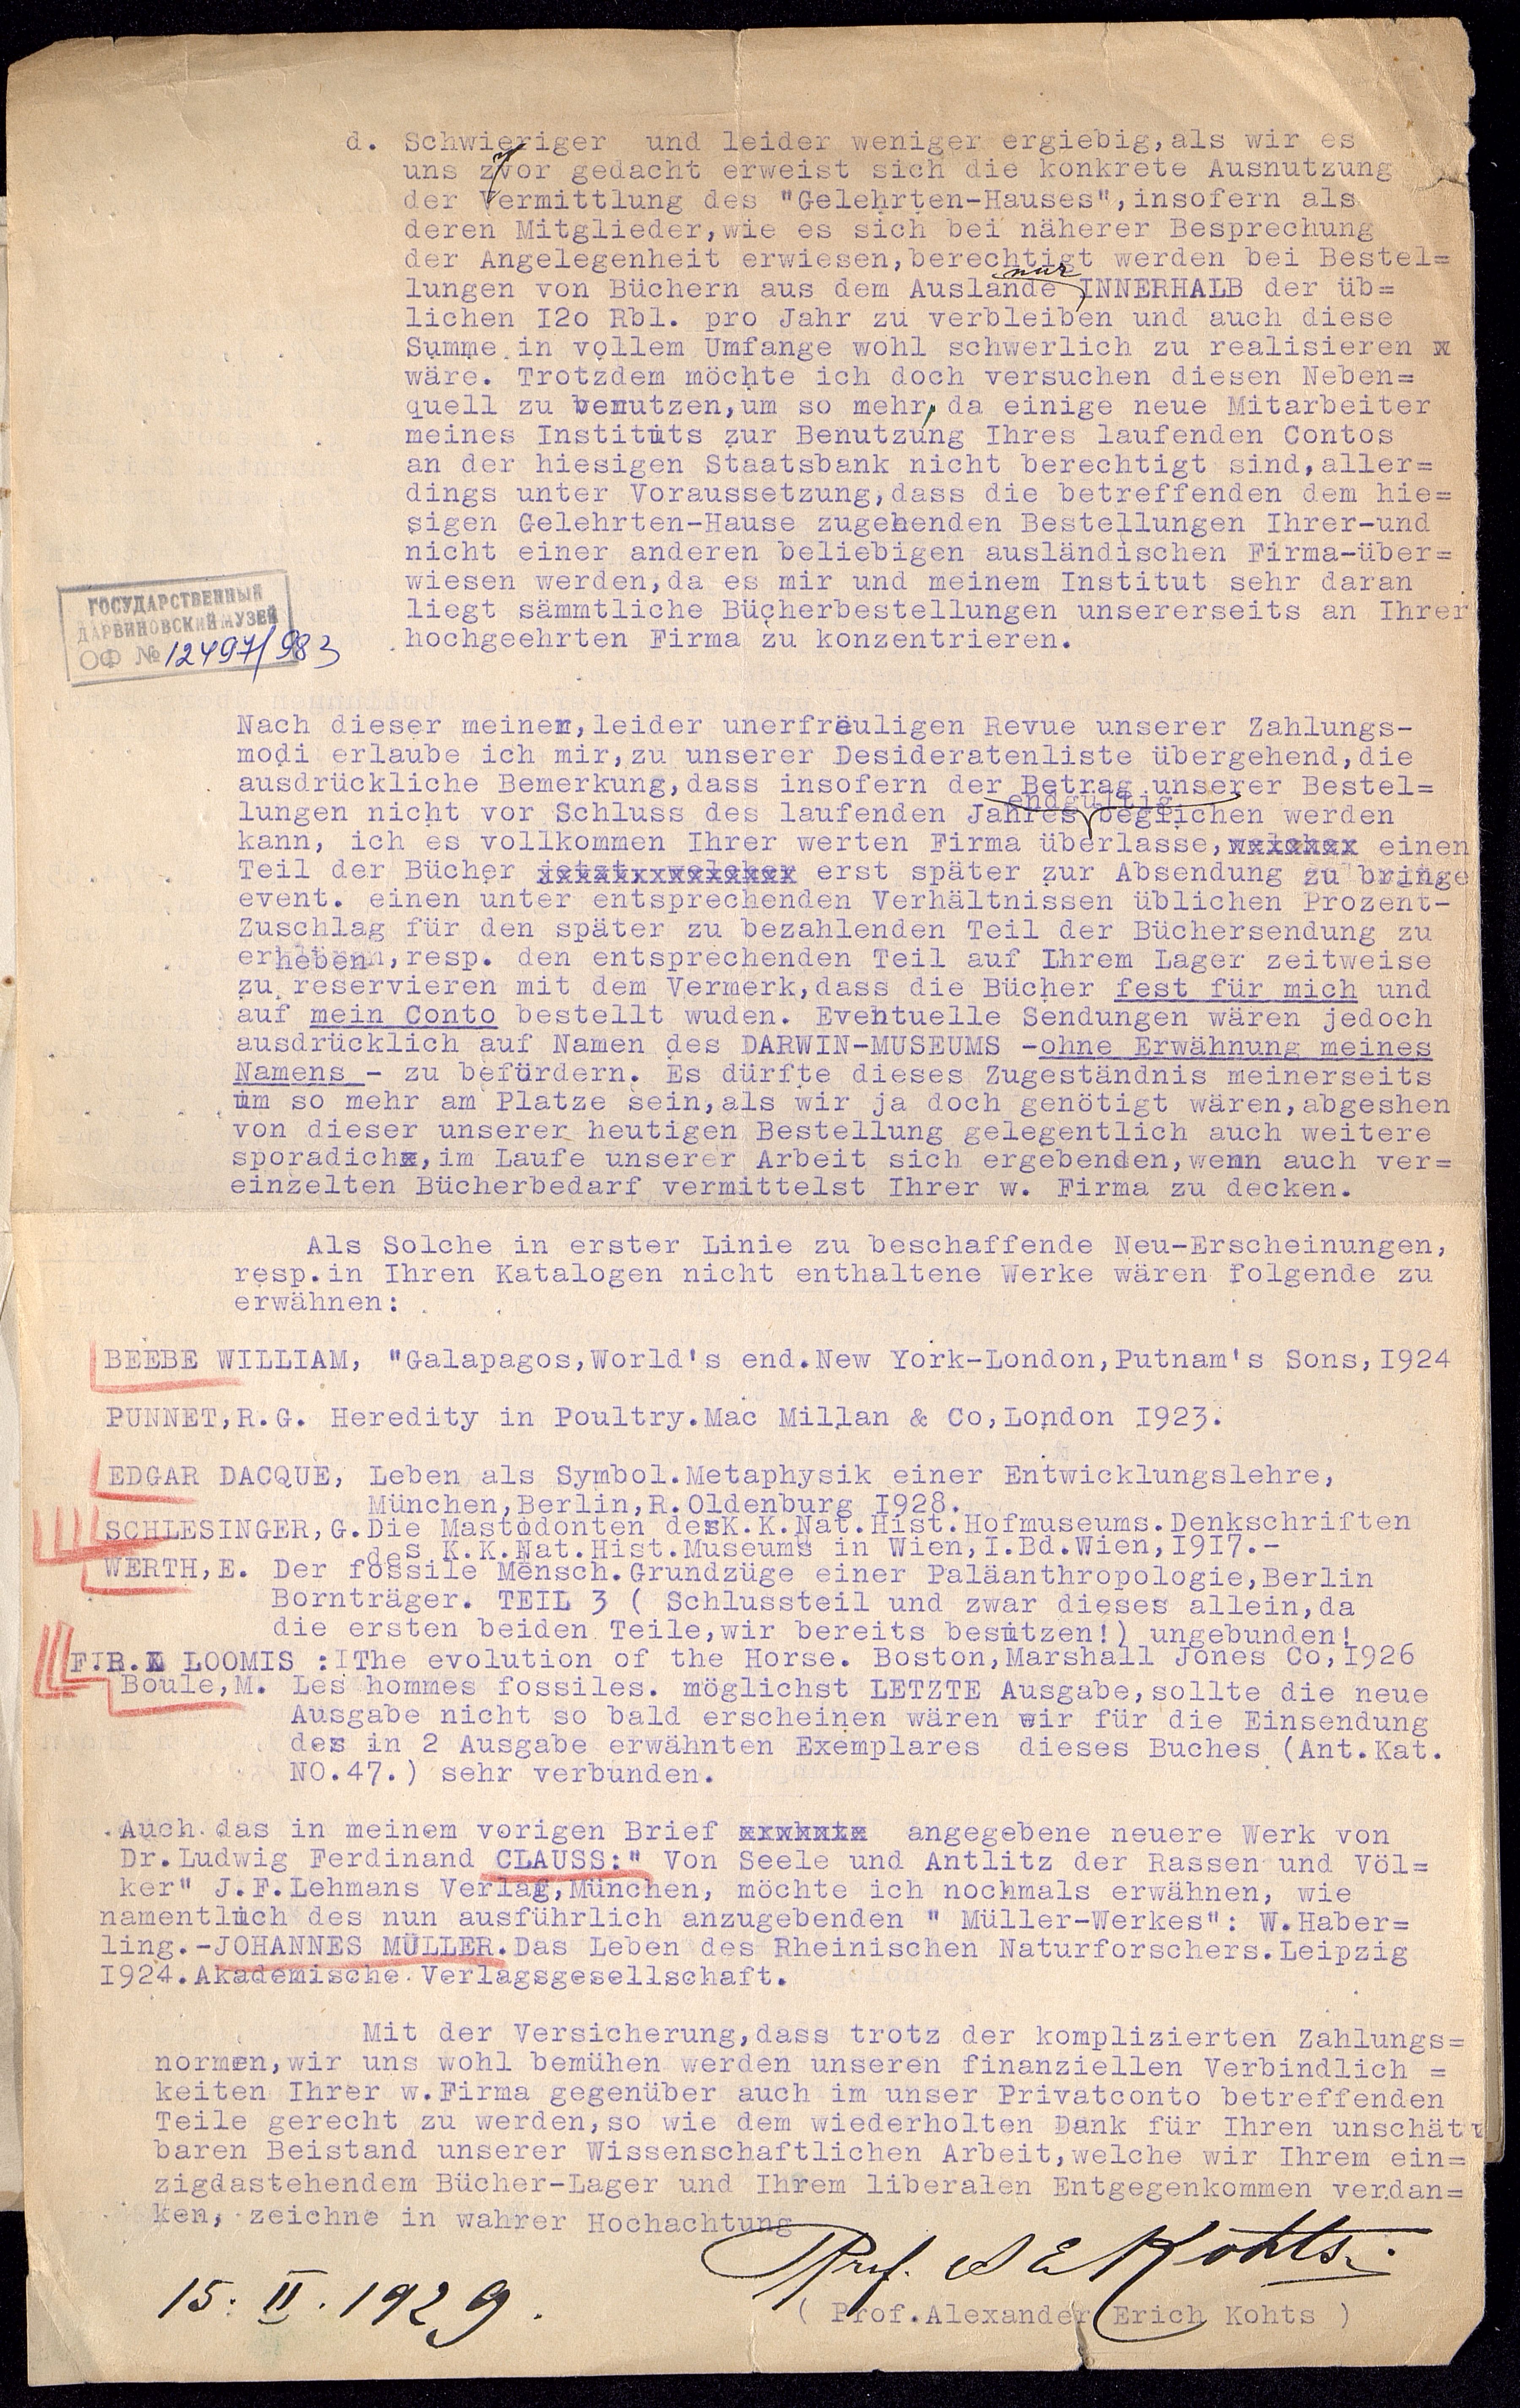 d. Schwieriger und leider weniger ergiebig,als wir es
uns zuvor gedacht erweist sich die konkrete Ausnutzung
der Vermittlung des "Gelehrten-Hauses",insofern als
deren Mitglieder,wie es sich bei näherer Besprechung
der Angelegenheit erwiesen,berechtigt werden bei Bestel=
lungen von Büchern aus dem Auslande nur INNERHALB der üb=
lichen I2o Rbl. pro Jahr zu verbleiben und auch diese
Summe in vollem Umfange wohl schwerlich zu realisieren
wäre. Trotzdem möchte ich doch versuchen diesen Neben=
quell zu benutzen,um so mehr, da einige neue Mitarbeiter
meines Instituts zur Benutzung Ihres laufenden Contos
an der hiesigen Staatsbank nicht berechtigt sind,aller=
dings unter Voraussetzung,dass die betreffenden dem hie=
sigen Gelehrten-Hause zugehenden Bestellungen Ihrer-und
nicht einer anderen beliebigen ausländischen Firma-über=
wiesen werden,da es mir und meinem Institut sehr daran
liegt sämmtliche Bücherbestellungen unsererseits an Ihrer
hochgeehrten Firma zu konzentrieren.
ГОСУДАРСТВЕННЫЙ
ДАРВИНОВСКИЙ МУЗЕЙ
ОФ № 12497/983
Nach dieser meiner,leider unerfreuligen Revue unserer Zahlungs-
modi erlaube ich mir,zu unserer Desideratenliste übergehend,die
ausdrückliche Bemerkung,dass insofern der Betrag unserer Bestel=
lungen nicht vor Schluss des laufenden Jahres endgültig beglichen werden
kann, ich es vollkommen Ihrer werten Firma überlasse, einen
Teil der Bücher erst später zur Absendung zu bringe
event. einen unter entsprechenden Verhältnissen üblichen Prozent-
Zuschlag für den später zu bezahlenden Teil der Büchersendung zu
erheben,resp. den entsprechenden Teil auf Ihrem Lager zeitweise
zu reservieren mit dem Vermerk,dass die Bücher fest für mich und
auf mein Conto bestellt wuden. Eventuelle Sendungen wären jedoch
ausdrücklich auf Namen des DARWIN-MUSEUMS -ohne Erwähnung meines
Namens - zu befördern. Es dürfte dieses Zugeständnis meinerseits
um so mehr am Platze sein,als wir ja doch genötigt wären,abgeshen
von dieser unserer heutigen Bestellung gelegentlich auch weitere
sporadich,im Laufe unserer Arbeit sich ergebenden,wenn auch ver=
einzelten Bücherbedarf vermittelst Ihrer w. Firma zu decken.
Als Solche in erster Linie zu beschaffende Neu-Erscheinungen,
resp.in Ihren Katalogen nicht enthaltene Werke wären folgende zu
erwähnen:
BEEBE WILLIAM, "Galapagos,World's end.New York-London,Putnam's Sons,I924
PUNNET,R.G. Heredity in Poultry.Mac Millan & Co,London I923.
EDGAR DACQUE, Leben als Symbol.Metaphysik einer Entwicklungslehre,
München,Berlin,R.Oldenburg I928.
SCHLESINGER,G.Die Mastodonten des K.K.Nat.Hist.Hofmuseums.Denkschriften
des K.K.Nat.Hist.Museums in Wien,I.Bd.Wien,I9I7.-
WERTH,E. Der fossile Mensch.Grundzüge einer Paläanthropologie,Berlin
Bornträger. TEIL 3 ( Schlussteil und zwar dieses allein,da
die ersten beiden Teile,wir bereits besitzen!) ungebunden!
F.B. LOOMIS :IThe evolution of the Horse. Boston,Marshall Jones Co,I926
Boule,M. Les hommes fossiles. möglichst LETZTE Ausgabe,sollte die neue
Ausgabe nicht so bald erscheinen wären wir für die Einsendung
des in 2 Ausgabe erwähnten Exemplares dieses Buches (Ant.Kat.
NO.47.) sehr verbunden.
Auch das in meinem vorigen Brief angegebene neuere Werk von
Dr.Ludwig Ferdinand CLAUSS:" Von Seele und Antlitz der Rassen und Völ=
ker" J.F.Lehmans Verlag,München, möchte ich nochmals erwähnen, wie
namentlich des nun ausführlich anzugebenden " Müller-Werkes": W.Haber=
ling.-JOHANNES MÜLLER.Das Leben des Rheinischen Naturforschers.Leipzig
I924.Akademische Verlagsgesellschaft.
Mit der Versicherung,dass trotz der komplizierten Zahlungs=
normen,wir uns wohl bemühen werden unseren finanziellen Verbindlich =
keiten Ihrer w.Firma gegenüber auch im unser Privatconto betreffenden
Teile gerecht zu werden,so wie dem wiederholten Dank für Ihren unschätz
baren Beistand unserer Wissenschaftlichen Arbeit,welche wir Ihrem ein=
zigdastehendem Bücher-Lager und Ihrem liberalen Entgegenkommen verdan=
ken, zeichne in wahrer Hochachtung
Prof. A E Kohts.
15. II. 1929.
( Prof.Alexander Erich Kohts )